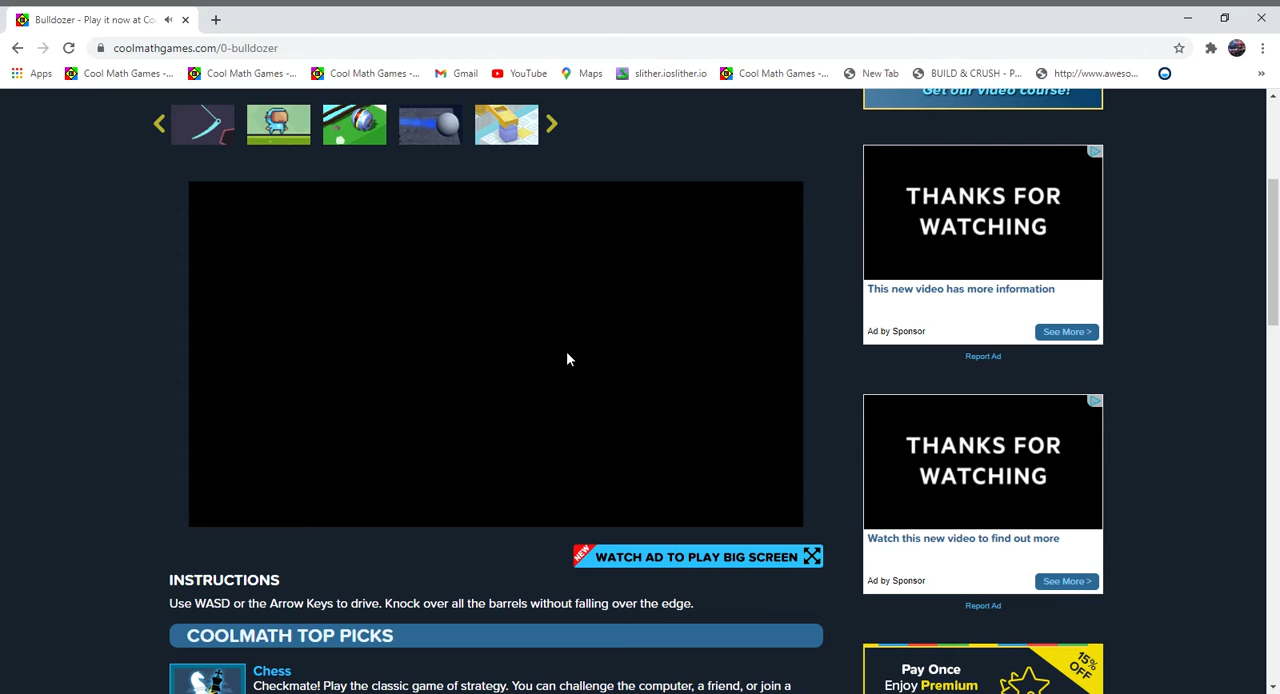 Bulldozer - Play it now at Co
coolmathgames.com/0-bulldozer
Apps Cool Math Games -... Cool Math Games -... Cool Math Games -... Gmail YouTube Maps slither.ioslither.io Cool Math Games -... New Tab BUILD & CRUSH - P... http://www.aweso... »
Get our video course!
THANKS FOR
WATCHING
This new video has more information
Ad by Sponsor
See More >
Report Ad
THANKS FOR
WATCHING
Watch this new video to find out more
Ad by Sponsor
See More >
Report Ad
NEW WATCH AD TO PLAY BIG SCREEN
INSTRUCTIONS
Use WASD or the Arrow Keys to drive. Knock over all the barrels without falling over the edge.
COOLMATH TOP PICKS
Chess
Checkmate! Play the classic game of strategy. You can challenge the computer, a friend, or join a
Pay Once
Enjoy Premium
15%
OFF